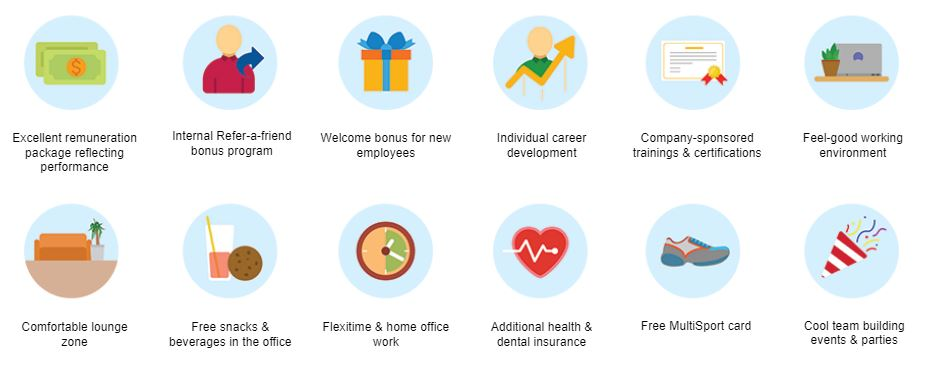 Excellent remuneration
package reflecting
performance
Internal Refer-a-friend
bonus program
Welcome bonus for new
employees
Individual career
development
Company-sponsored
trainings & certifications
Feel-good working
environment
Comfortable lounge
zone
Free snacks &
beverages in the office
Flexitime & home office
work
Additional health &
dental insurance
Free MultiSport card
Cool team building
events & parties